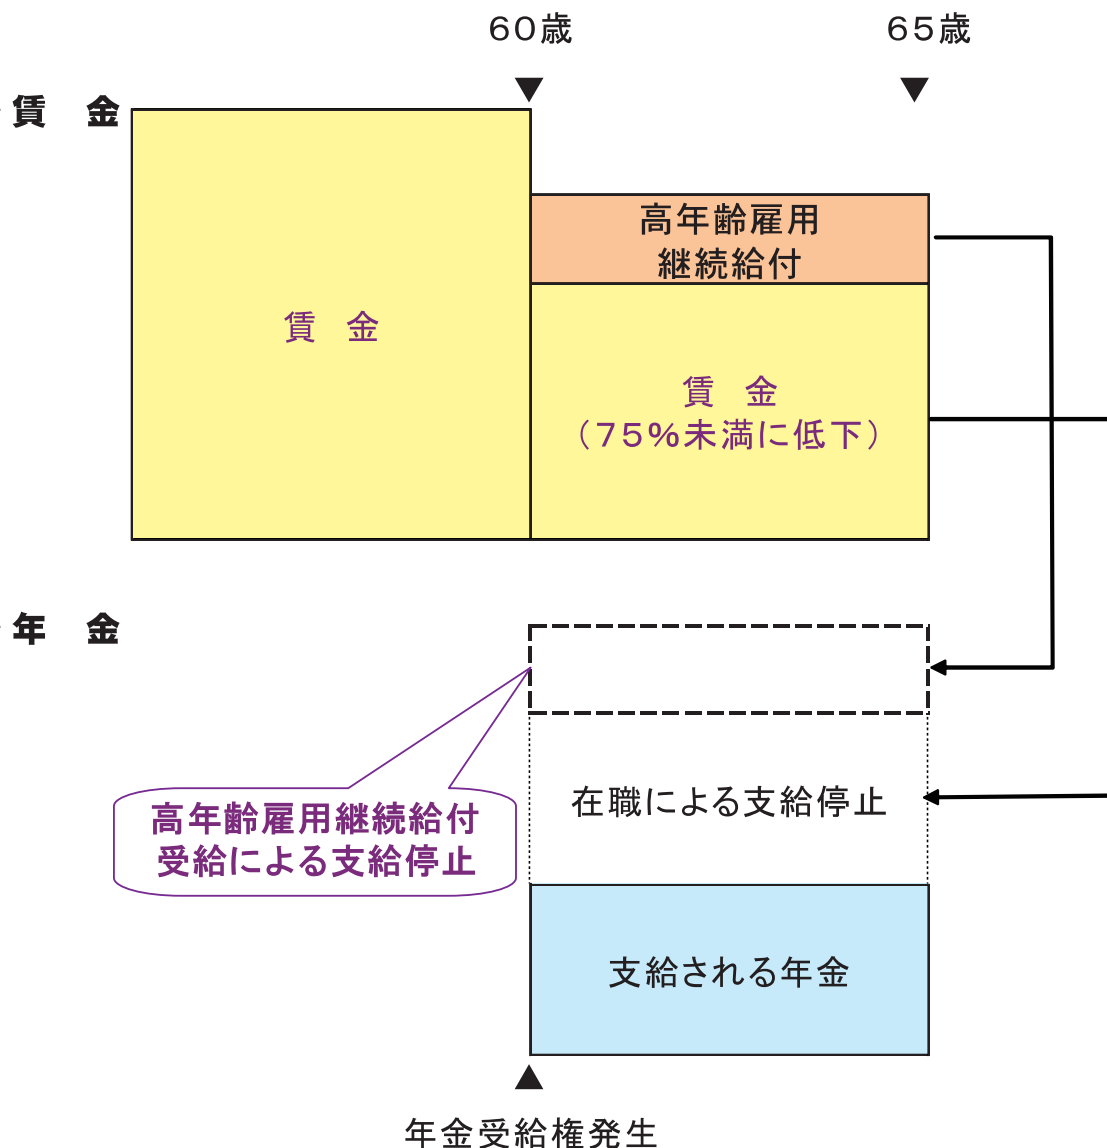 60歳
65歳
賃 金
高年齢雇用
継続給付
賃 金
賃 金
(75%未満に低下)
年 金
在職による支給停止
高年齢雇用継続給付
受給による支給停止
支給される年金
年金受給権発生